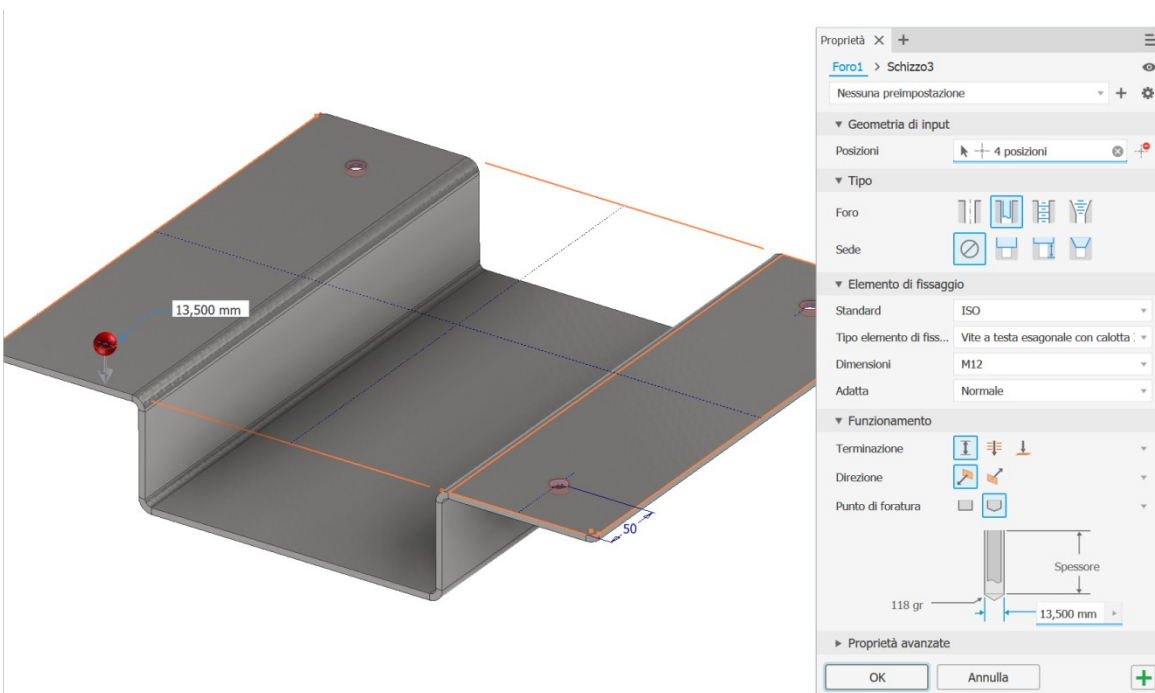 Proprietà
Foro1 > Schizzo3
Nessuna preimpostazione
Geometria di input
Posizioni 4 posizioni
Tipo
Foro
Sede
Elemento di fissaggio
Standard ISO
Tipo elemento di fiss... Vite a testa esagonale con calotta
Dimensioni M12
Adatta Normale
Funzionamento
Terminazione
Direzione
Punto di foratura
Spessore
118 gr
13,500 mm
Proprietà avanzate
OK Annulla
13,500 mm
50